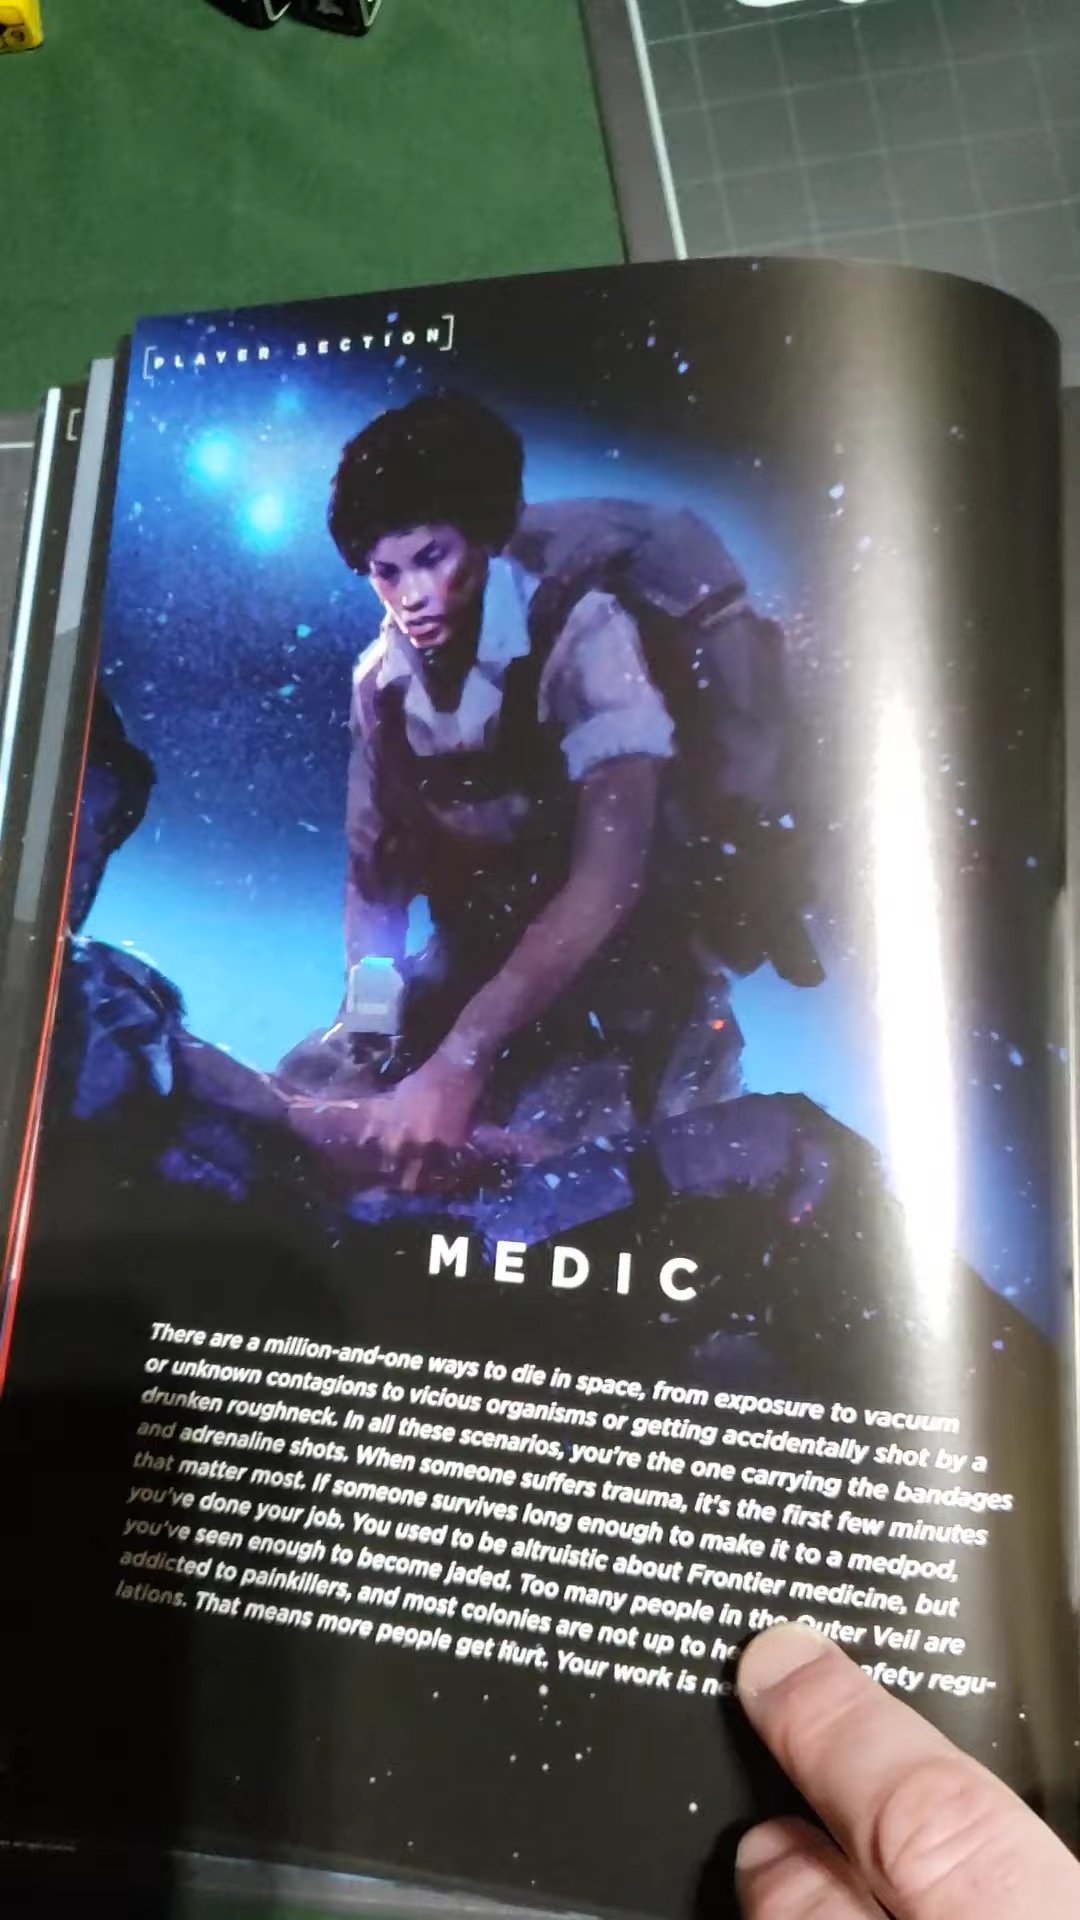 [PLAYER SECTION]
MEDIC
There are a million-and-one ways to die in space, from exposure to vacuum
or unknown contagions to vicious organisms or getting accidentally shot by a
drunken roughneck. In all these scenarios, you're the one carrying the bandages
and adrenaline shots. When someone suffers trauma, it's the first few minutes
that matter most. If someone survives long enough to make it to a medpod,
you've done your job. You used to be altruistic about Frontier medicine, but
you've seen enough to become jaded. Too many people in the Outer Veil are
addicted to painkillers, and most colonies are not up to regu-
lations. That means more people get hurt. Your work is